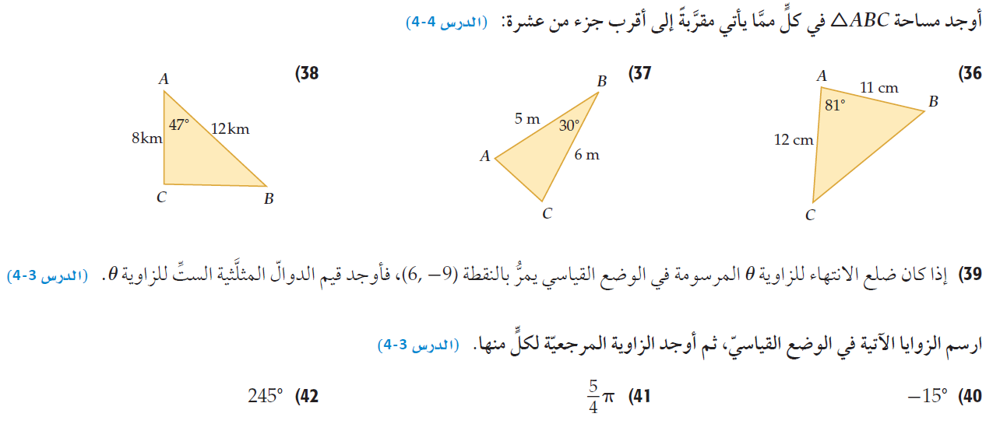 أوجد مساحة △ABC في كلٍّ ممَّا يأتي مقرَّبةً إلى أقرب جزء من عشرة: (الدرس 4-4)
(36
A
11 cm
B
81°
12 cm
C
(37
B
5 m
30°
A
6 m
C
(38
A
47°
12km
8km
C
B
(39 إذا كان ضلع الانتهاء للزاوية θ المرسومة في الوضع القياسي يمرُّ بالنقطة (6, −9)، فأوجد قيم الدوالّ المثلَّثية الستِّ للزاوية θ. (الدرس 3-4)
ارسم الزوايا الآتية في الوضع القياسيّ، ثم أوجد الزاوية المرجعيّة لكلٍّ منها. (الدرس 3-4)
(40 −15°
(41 5/4 π
(42 245°